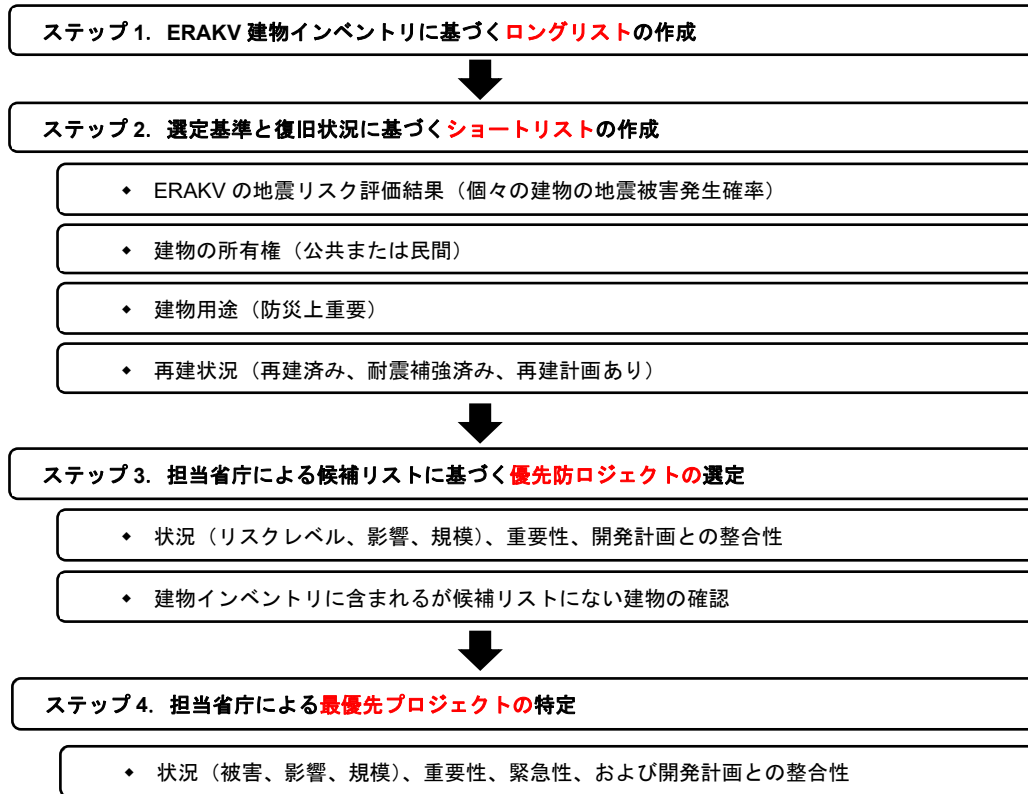 ステップ 1. ERAKV 建物インベントリに基づくロングリストの作成
ステップ 2. 選定基準と復旧状況に基づくショートリストの作成
◆ ERAKV の地震リスク評価結果（個々の建物の地震被害発生確率）
◆ 建物の所有権（公共または民間）
◆ 建物用途（防災上重要）
◆ 再建状況（再建済み、耐震補強済み、再建計画あり）
ステップ 3. 担当省庁による候補リストに基づく優先防ロジェクトの選定
◆ 状況（リスクレベル、影響、規模）、重要性、開発計画との整合性
◆ 建物インベントリに含まれるが候補リストにない建物の確認
ステップ 4. 担当省庁による最優先プロジェクトの特定
◆ 状況（被害、影響、規模）、重要性、緊急性、および開発計画との整合性